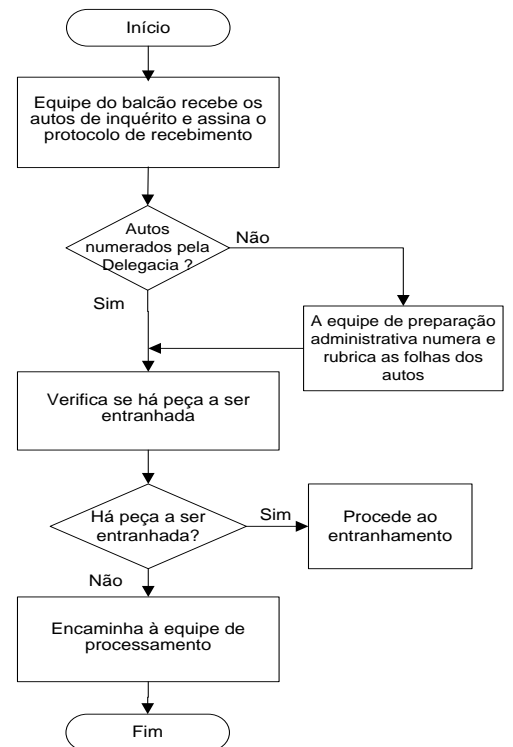 Início
Equipe do balcão recebe os
autos de inquérito e assina o
protocolo de recebimento
Autos
numerados pela
Delegacia ?
Não
Sim
A equipe de preparação
administrativa numera e
rubrica as folhas dos
autos
Verifica se há peça a ser
entranhada
Há peça a ser
entranhada?
Sim
Procede ao
entranhamento
Não
Encaminha à equipe de
processamento
Fim